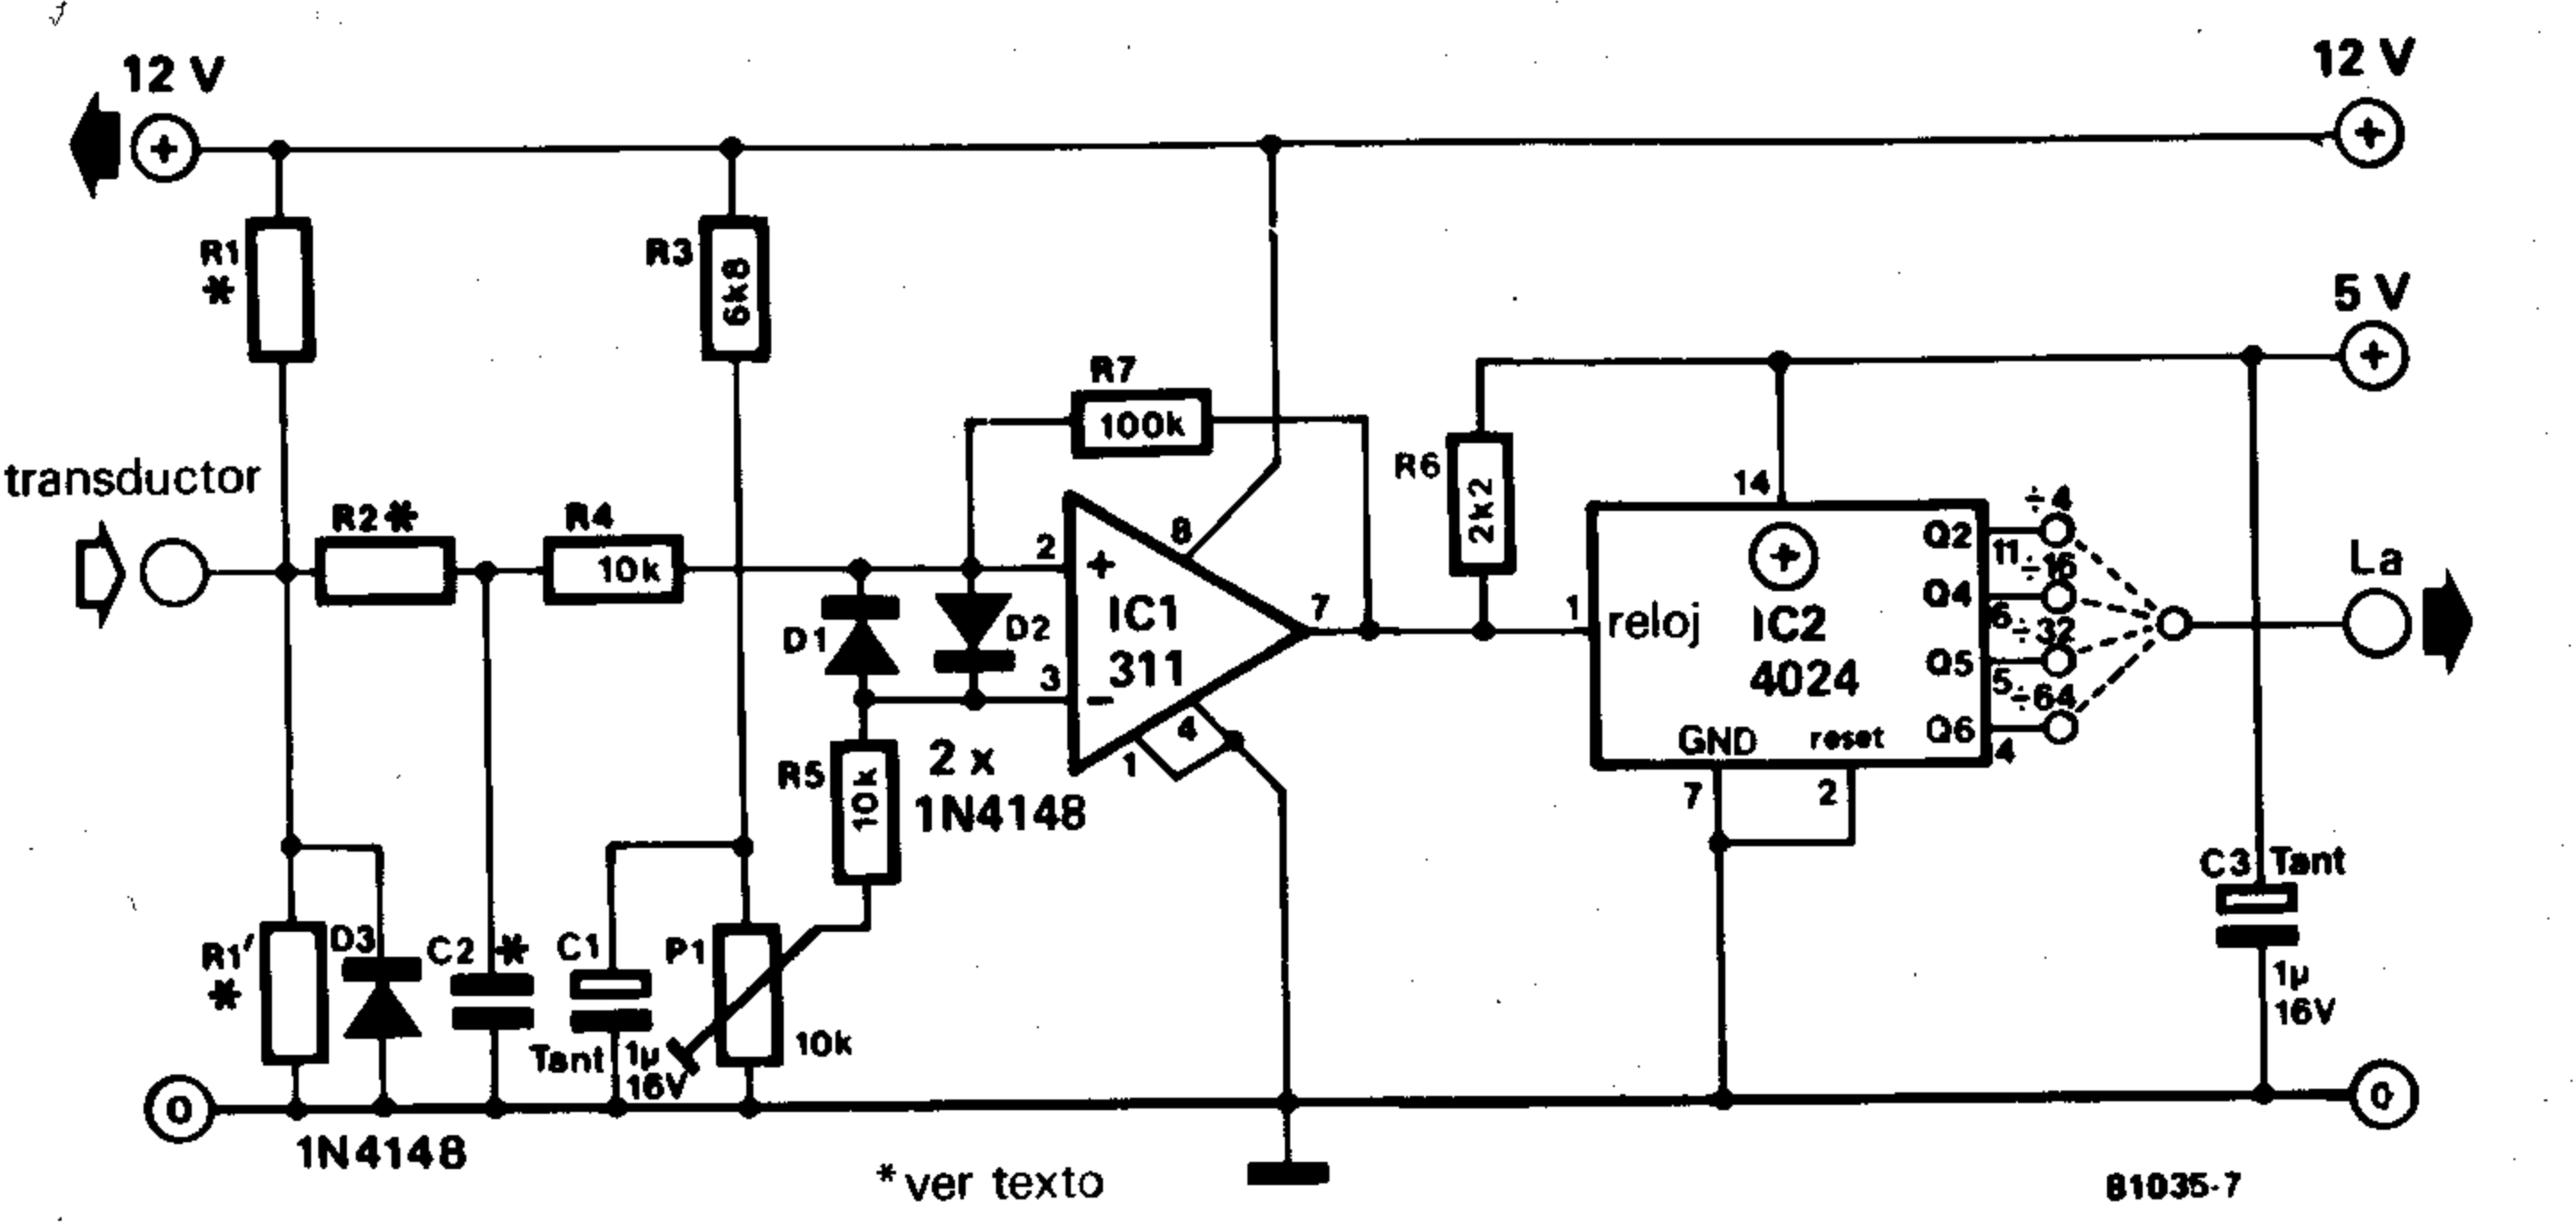 12 V
12 V
+
+
R1
*
R3
6k8
5 V
+
R7
100k
transductor
R2*
R4
10k
R6
2k2
14
+
Q2
÷4
11
÷16
Q4
6
÷32
Q5
5
÷64
Q6
4
La
2
+
8
IC1
311
7
1
reloj
IC2
4024
D1
D2
3
−
4
1
GND
reset
7
2
R5
10k
2 x
1N4148
R1'
*
D3
C2 *
C1
P1
10k
Tant
1µ
16V
C3 Tant
1µ
16V
0
0
1N4148
* ver texto
81035-7